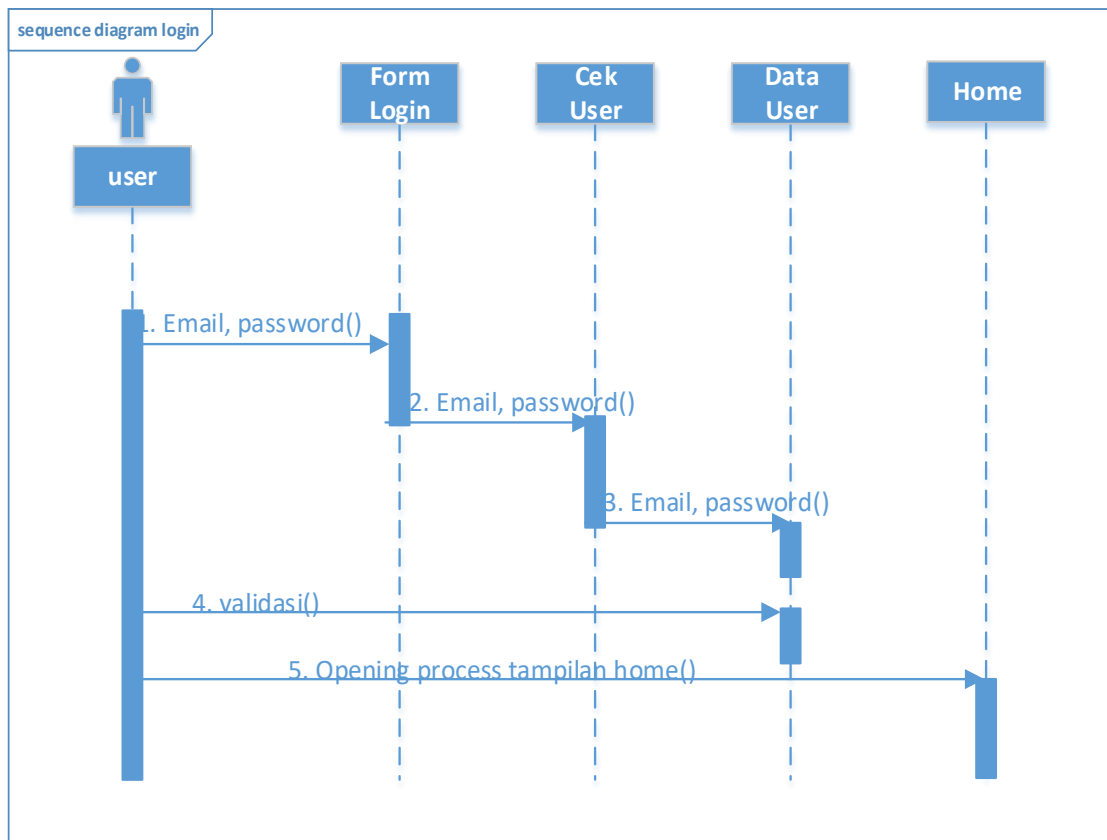 sequence diagram login
Form
Login
Cek
User
Data
User
Home
user
1. Email, password()
2. Email, password()
3. Email, password()
4. validasi()
5. Opening process tampilan home()